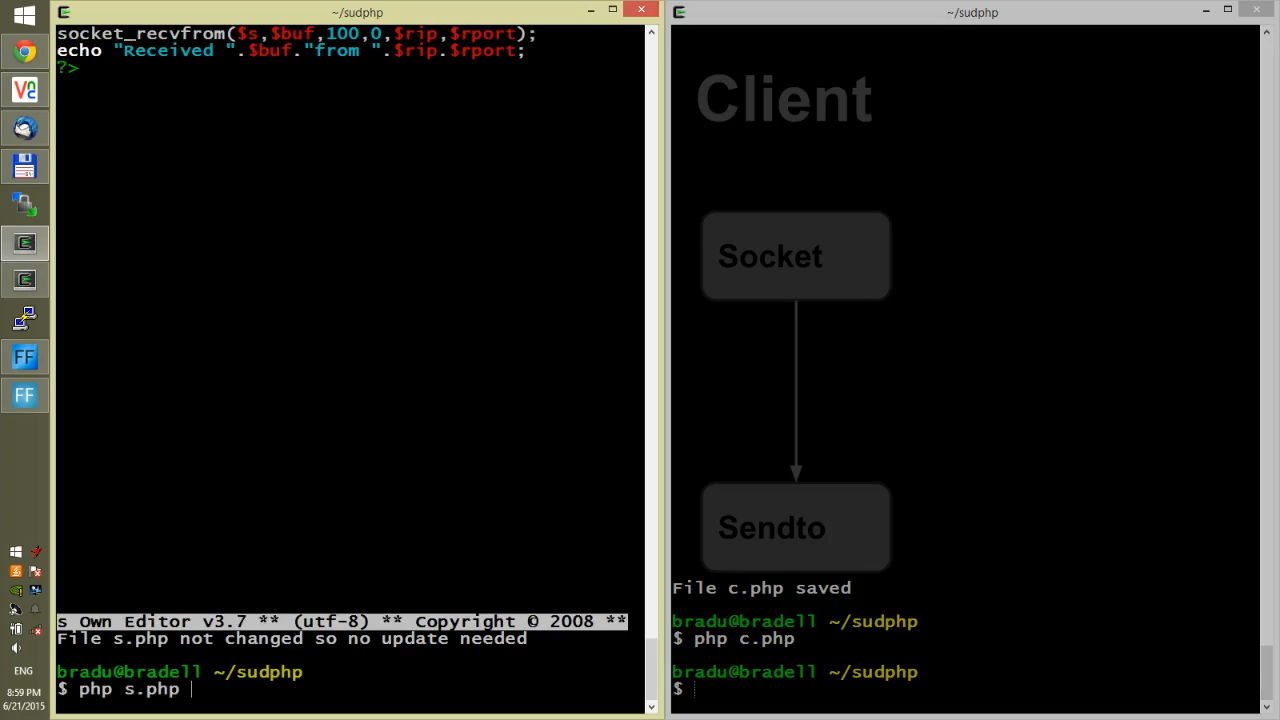 ~/sudphp
socket_recvfrom($s,$buf,100,0,$rip,$rport);
echo "Received ".$buf."from ".$rip.$rport;
?>
s Own Editor v3.7 ** (utf-8) ** Copyright © 2008 **
File s.php not changed so no update needed
bradu@bradell ~/sudphp
$ php s.php
~/sudphp
Client
Socket
Sendto
File c.php saved
bradu@bradell ~/sudphp
$ php c.php
bradu@bradell ~/sudphp
$
VNC
FF
FF
ENG
8:59 PM
6/21/2015